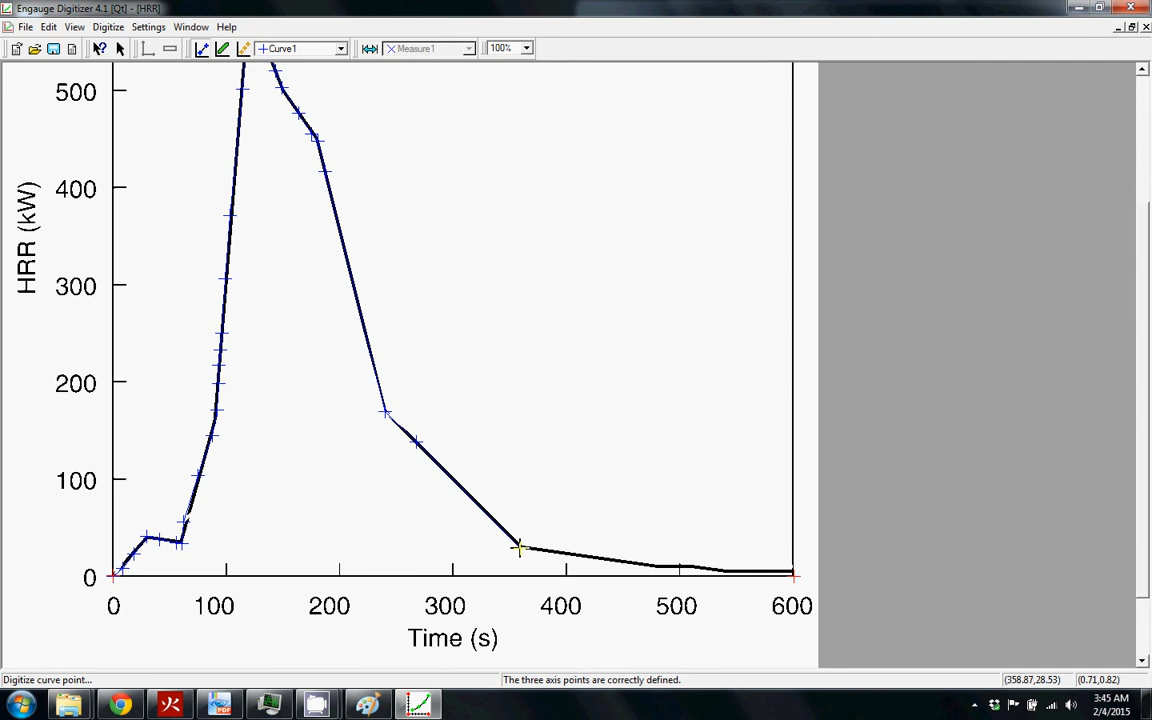 Engauge Digitizer 4.1 [Qt] - [HRR]
File Edit View Digitize Settings Window Help
Curve1 Measure1 100%
500
400
300
200
100
0
HRR (kW)
0 100 200 300 400 500 600
Time (s)
Digitize curve point... The three axis points are correctly defined. (358.87,28.53) (0.71,0.82)
3:45 AM
2/4/2015